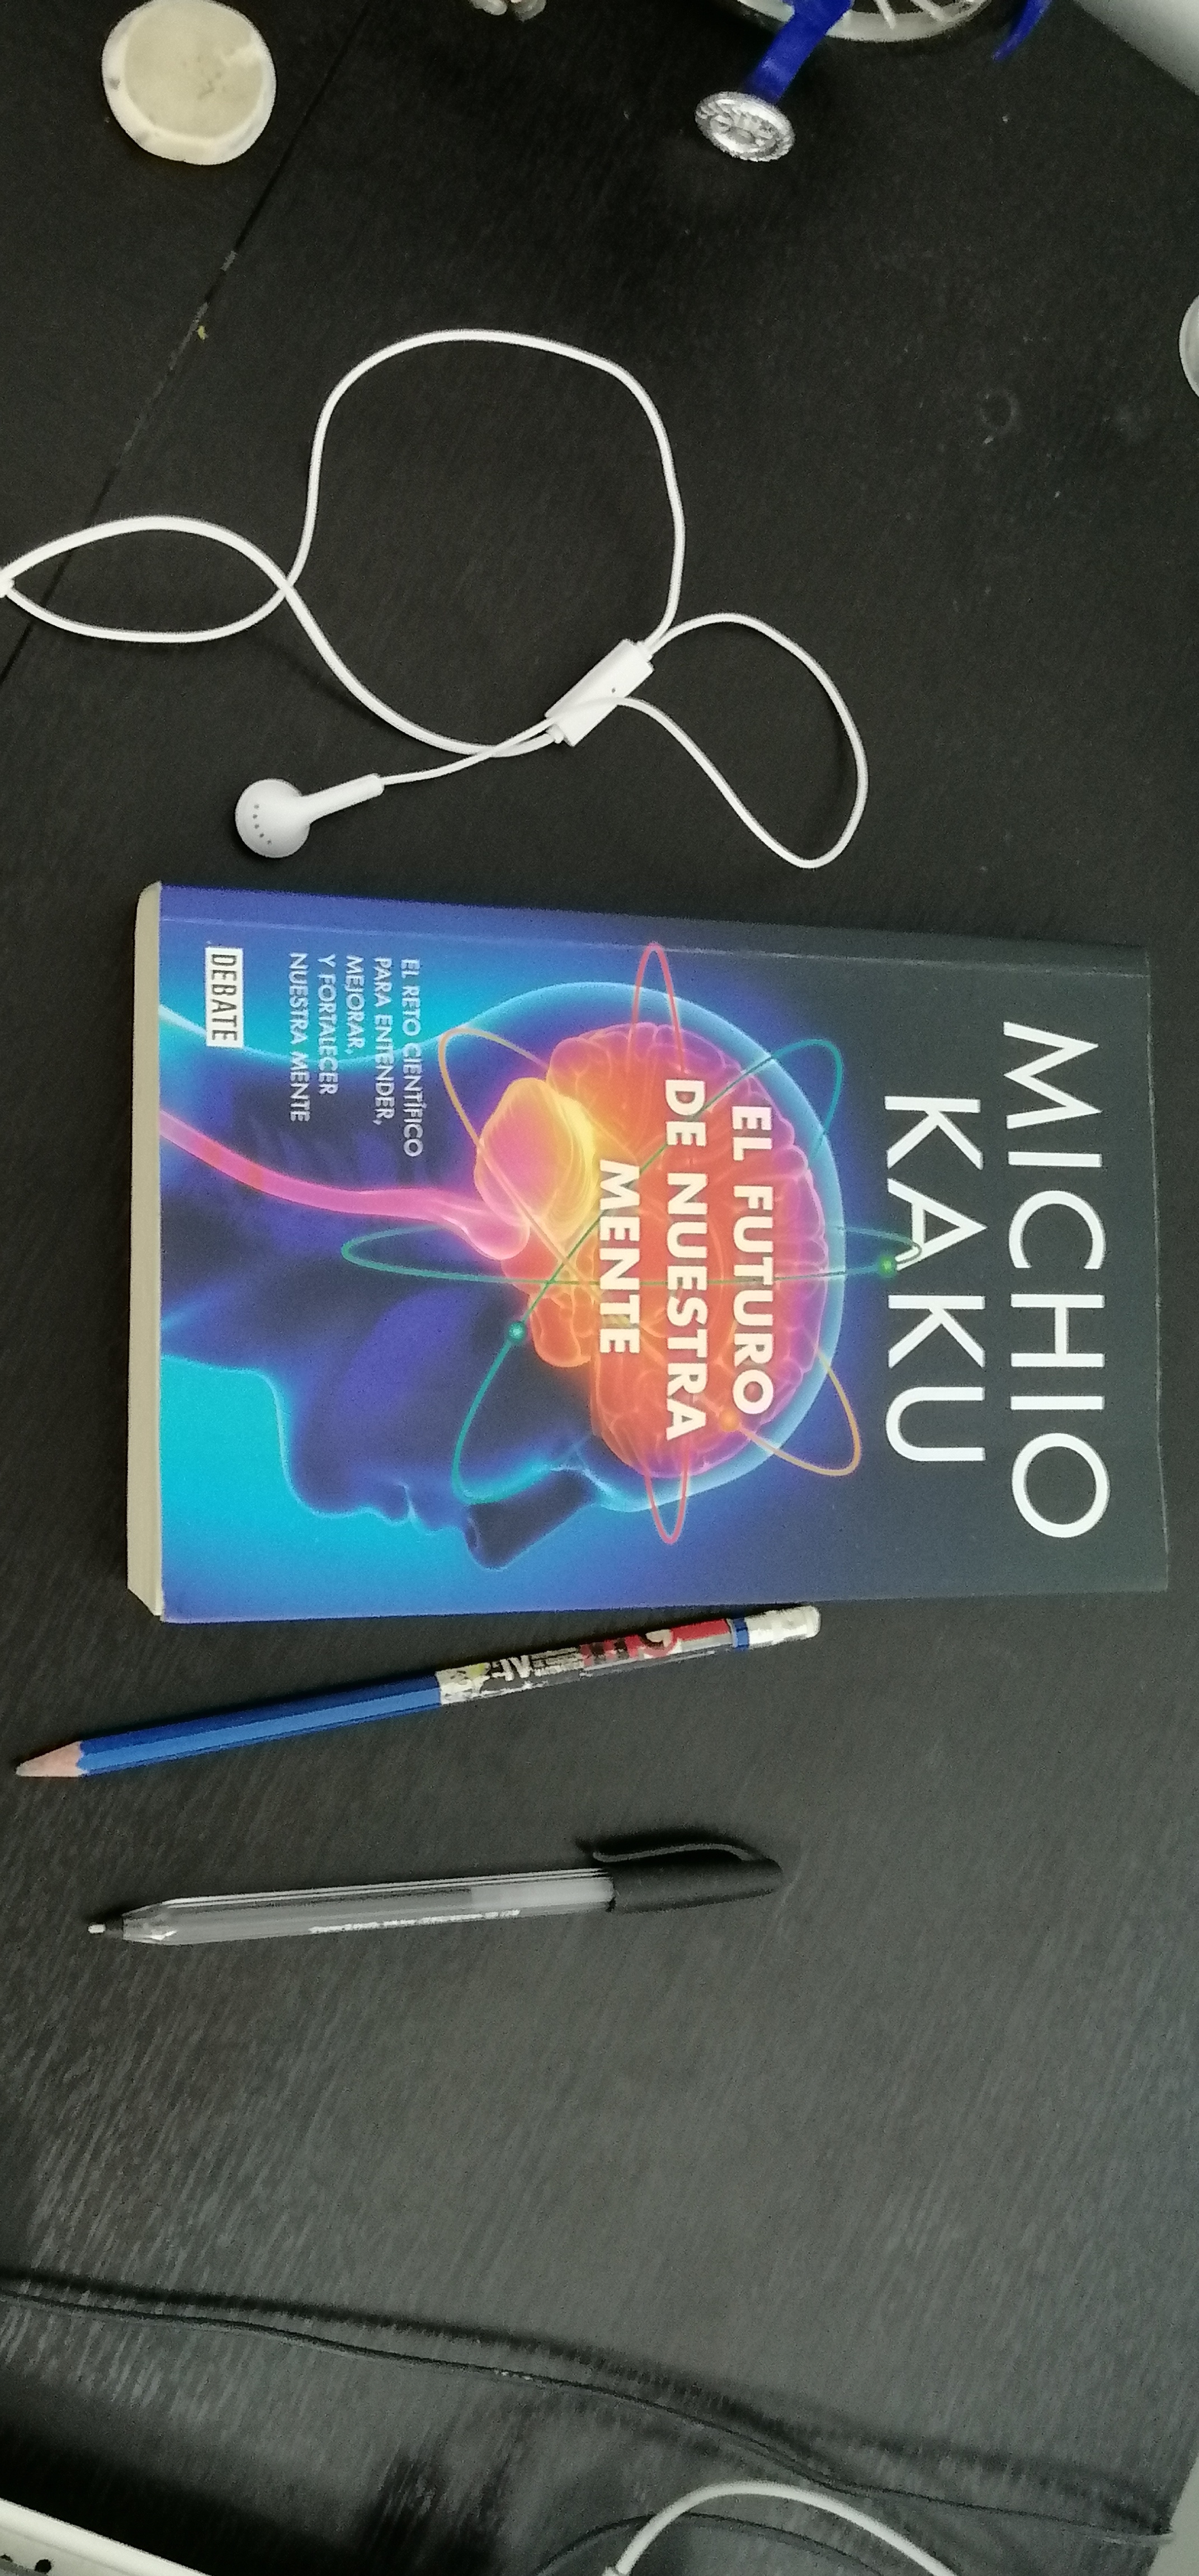 MICHIO
KAKU
EL FUTURO
DE NUESTRA
MENTE
EL RETO CIENTÍFICO
PARA ENTENDER,
MEJORAR,
Y FORTALECER
NUESTRA MENTE
DEBATE